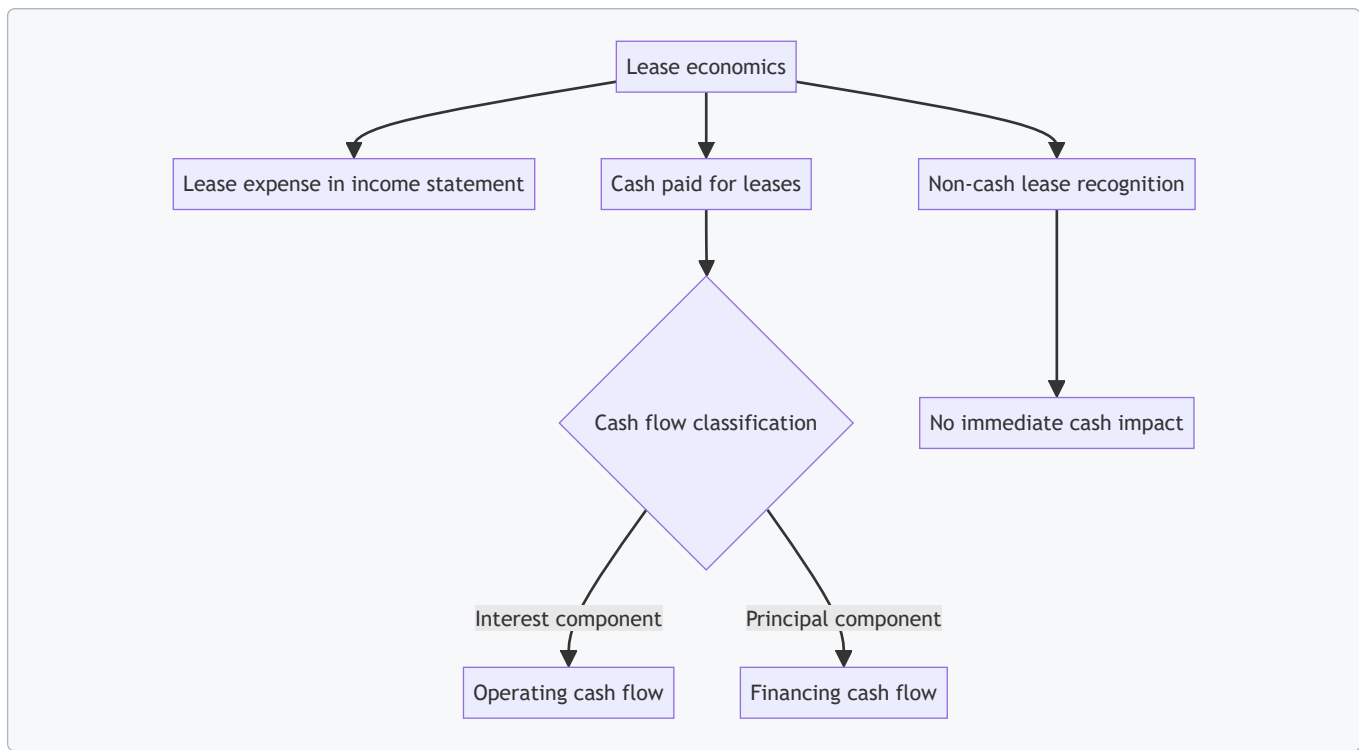 Lease economics
Lease expense in income statement
Cash paid for leases
Non-cash lease recognition
Cash flow classification
No immediate cash impact
Interest component
Principal component
Operating cash flow
Financing cash flow